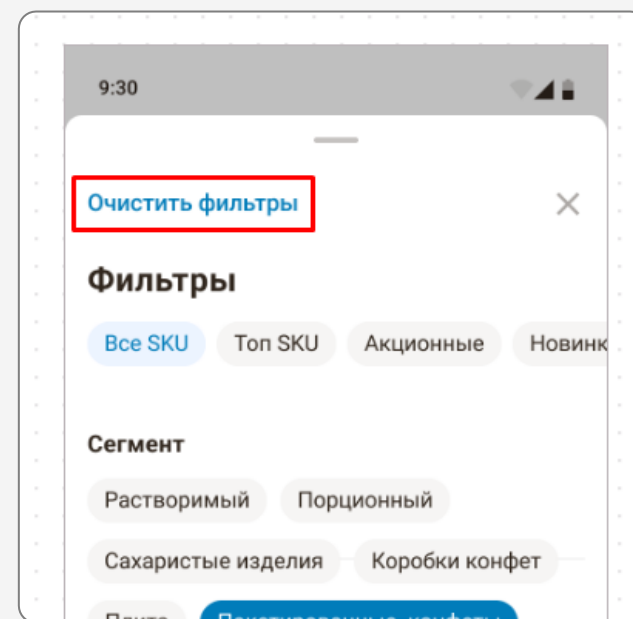 9:30
Очистить фильтры
Фильтры
Все SKU Топ SKU Акционные
Сегмент
Растворимый Порционный
Сахаристые изделия Коробки конфет